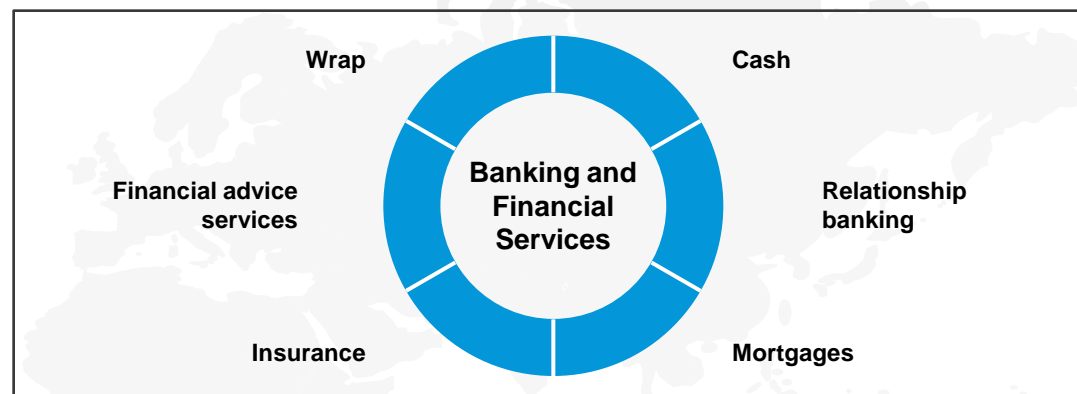 Wrap
Cash
Banking and
Financial
Services
Financial advice
services
Relationship
banking
Insurance
Mortgages